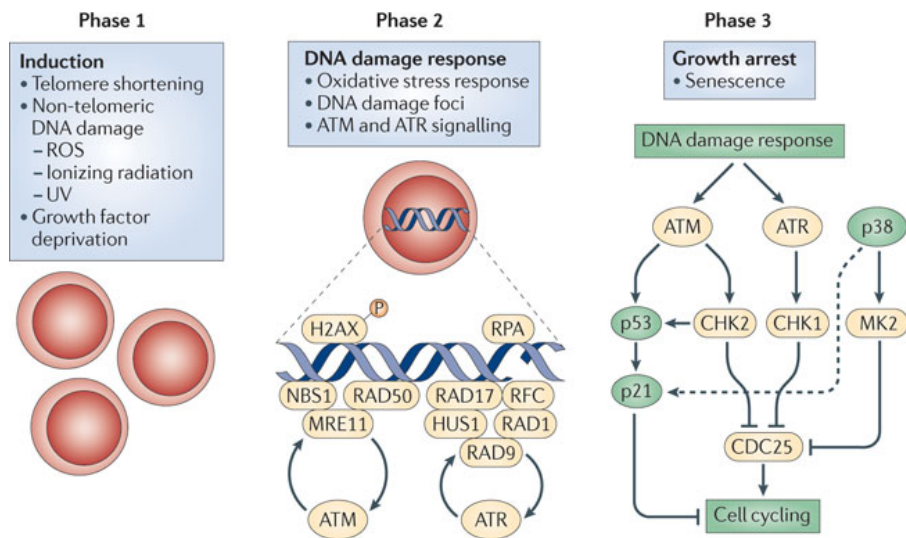 Phase 1
Induction
• Telomere shortening
• Non-telomeric
DNA damage
– ROS
– Ionizing radiation
– UV
• Growth factor
deprivation
Phase 2
DNA damage response
• Oxidative stress response
• DNA damage foci
• ATM and ATR signalling
P
H2AX
RPA
NBS1
RAD50
RAD17
RFC
MRE11
HUS1
RAD1
RAD9
ATM
ATR
Phase 3
Growth arrest
• Senescence
DNA damage response
ATM
ATR
p38
p53
CHK2
CHK1
MK2
p21
CDC25
Cell cycling